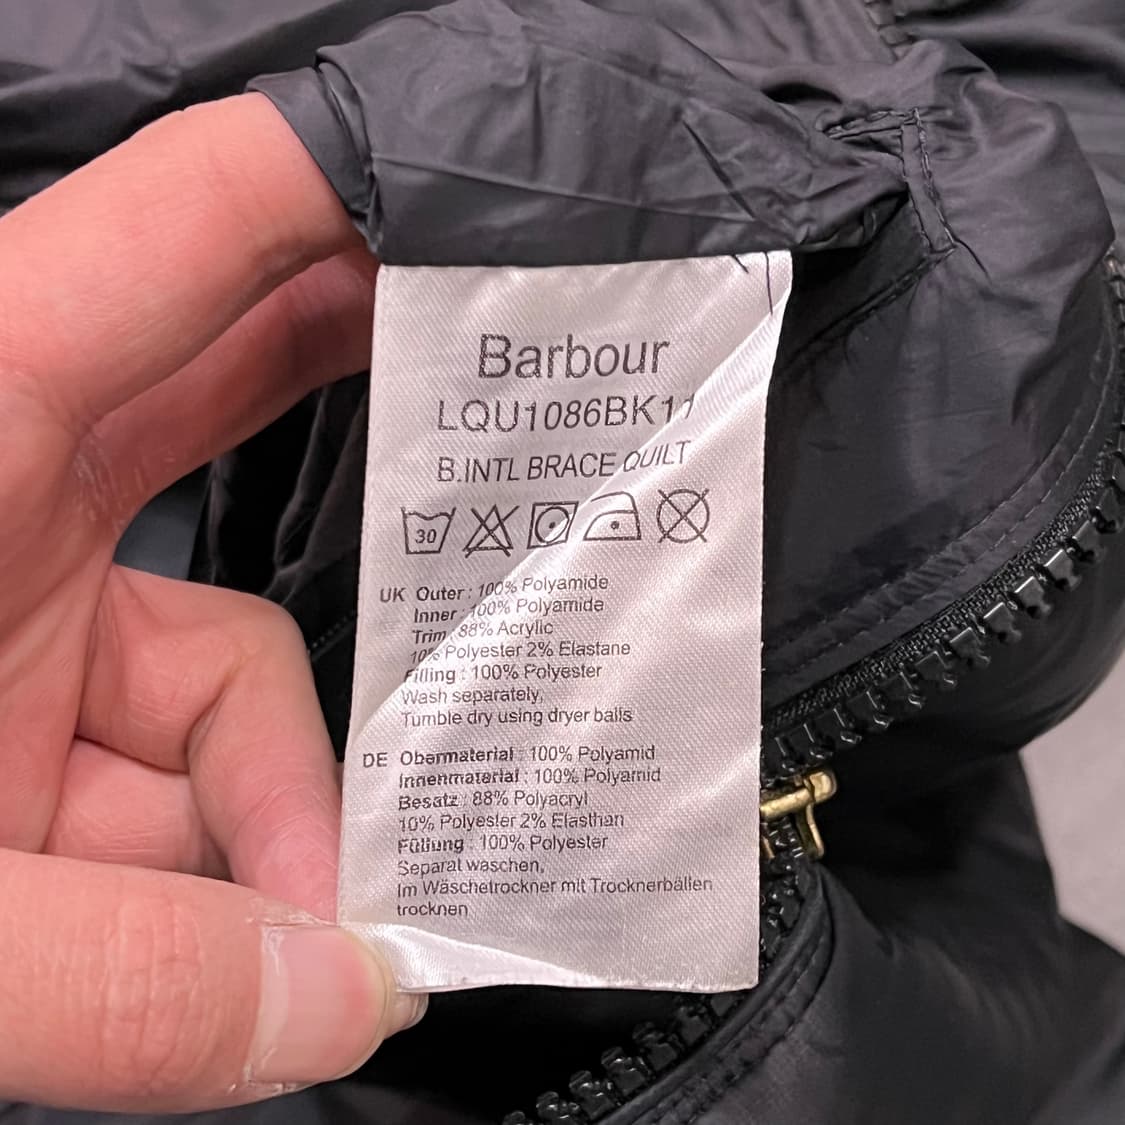 Barbour
LQU1086BK11
B.INTL BRACE QUILT
30
UK Outer : 100% Polyamide
Inner : 100% Polyamide
Trim : 88% Acrylic
10% Polyester 2% Elastane
Filling : 100% Polyester
Wash separately,
Tumble dry using dryer balls
DE Obermaterial : 100% Polyamid
Innenmaterial : 100% Polyamid
Besatz : 88% Polyacryl
10% Polyester 2% Elasthan
Füllung : 100% Polyester
Separat waschen,
Im Wäschetrockner mit Trocknerbällen
trocknen